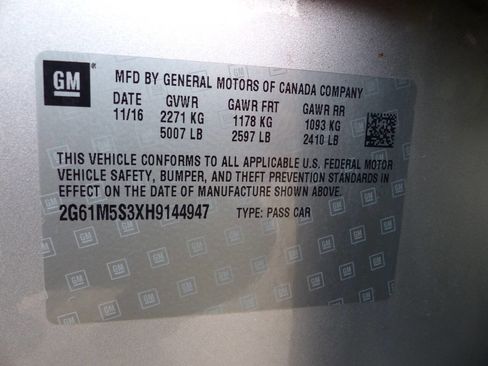 GM
MFD BY GENERAL MOTORS OF CANADA COMPANY
DATE GVWR GAWR FRT GAWR RR
11/16 2271 KG 1178 KG 1093 KG
5007 LB 2597 LB 2410 LB
THIS VEHICLE CONFORMS TO ALL APPLICABLE U.S. FEDERAL MOTOR
VEHICLE SAFETY, BUMPER, AND THEFT PREVENTION STANDARDS IN
EFFECT ON THE DATE OF MANUFACTURE SHOWN ABOVE.
2G61M5S3XH9144947 TYPE: PASS CAR